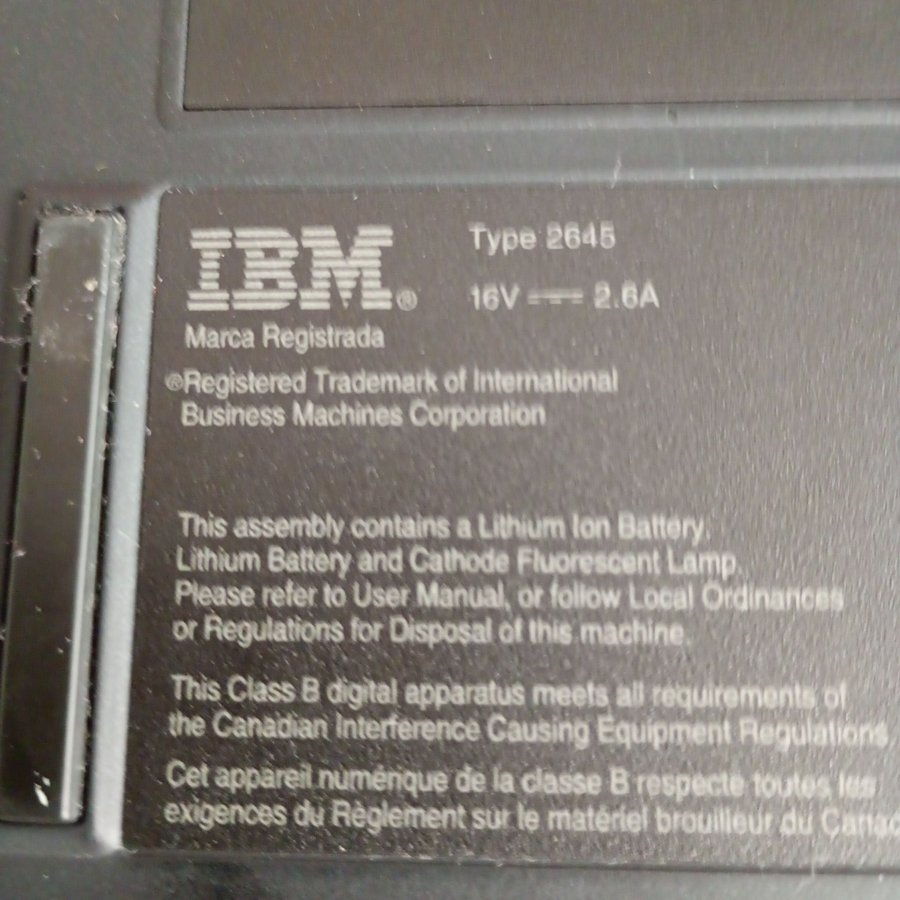 IBM®
Type 2645
16V ⎓ 2.6A
Marca Registrada
®Registered Trademark of International
Business Machines Corporation
This assembly contains a Lithium Ion Battery,
Lithium Battery and Cathode Fluorescent Lamp.
Please refer to User Manual, or follow Local Ordinances
or Regulations for Disposal of this machine.
This Class B digital apparatus meets all requirements of
the Canadian Interference Causing Equipment Regulations.
Cet appareil numérique de la classe B respecte toutes les
exigences du Règlement sur le matériel brouilleur du